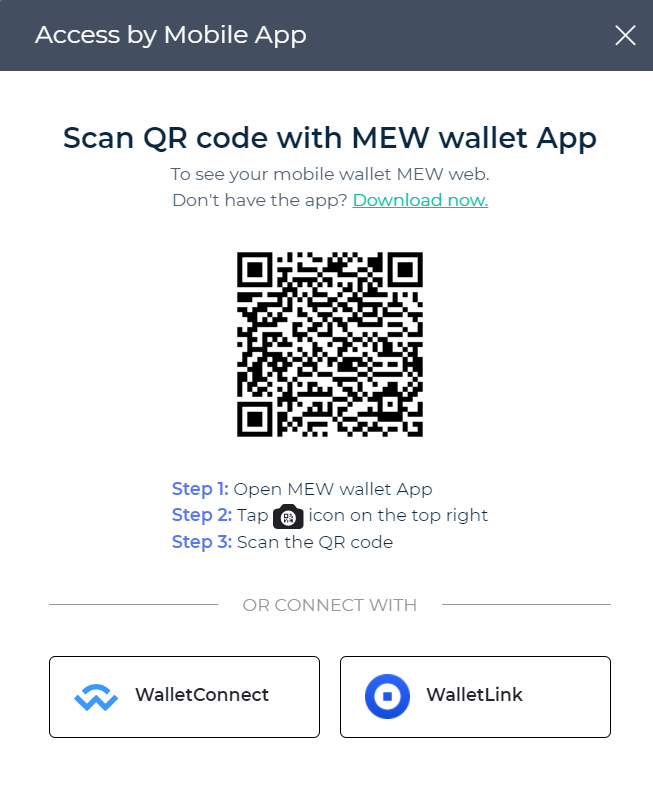 Access by Mobile App
Scan QR code with MEW wallet App
To see your mobile wallet MEW web.
Don't have the app? Download now.
Step 1: Open MEW wallet App
Step 2: Tap icon on the top right
Step 3: Scan the QR code
OR CONNECT WITH
WalletConnect
WalletLink